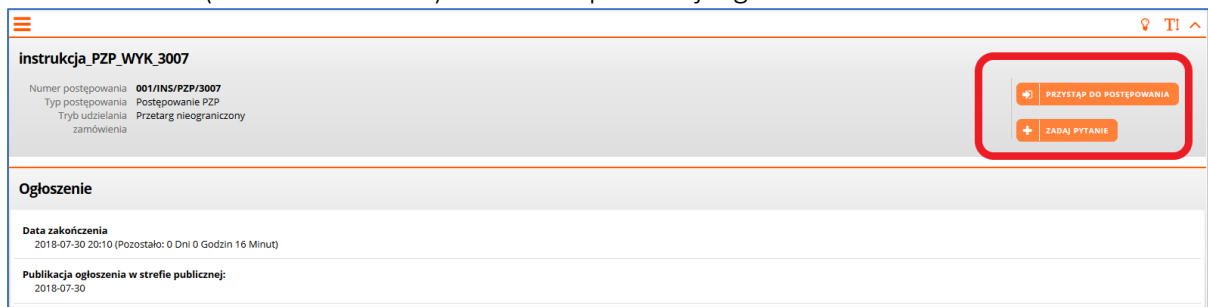 TI
instrukcja_PZP_WYK_3007
Numer postępowania 001/INS/PZP/3007
Typ postępowania Postępowanie PZP
Tryb udzielania zamówienia Przetarg nieograniczony
PRZYSTĄP DO POSTĘPOWANIA
ZADAJ PYTANIE
Ogłoszenie
Data zakończenia
2018-07-30 20:10 (Pozostało: 0 Dni 0 Godzin 16 Minut)
Publikacja ogłoszenia w strefie publicznej:
2018-07-30